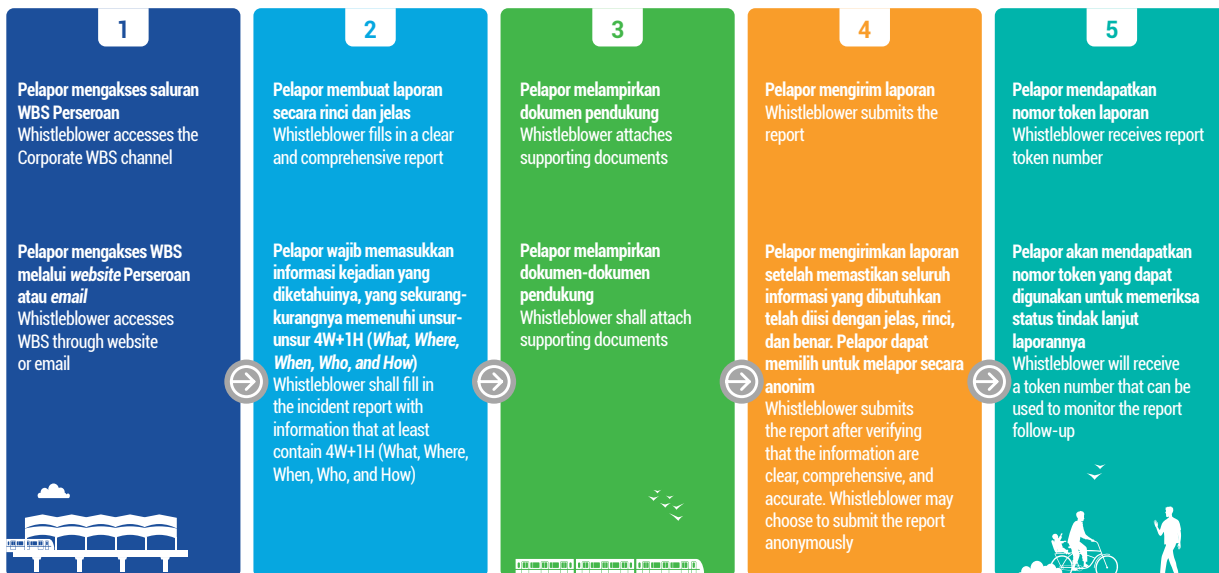 1
Pelapor mengakses saluran
WBS Perseroan
Whistleblower accesses the
Corporate WBS channel
Pelapor mengakses WBS
melalui website Perseroan
atau email
Whistleblower accesses
WBS through website
or email
2
Pelapor membuat laporan
secara rinci dan jelas
Whistleblower fills in a clear
and comprehensive report
Pelapor wajib memasukkan
informasi kejadian yang
diketahuinya, yang sekurang-
kurangnya memenuhi unsur-
unsur 4W+1H (What, Where,
When, Who, and How)
Whistleblower shall fill in
the incident report with
information that at least
contain 4W+1H (What, Where,
When, Who, and How)
3
Pelapor melampirkan
dokumen pendukung
Whistleblower attaches
supporting documents
Pelapor melampirkan
dokumen-dokumen
pendukung
Whistleblower shall attach
supporting documents
4
Pelapor mengirim laporan
Whistleblower submits the
report
Pelapor mengirimkan laporan
setelah memastikan seluruh
informasi yang dibutuhkan
telah diisi dengan jelas, rinci,
dan benar. Pelapor dapat
memilih untuk melapor secara
anonim
Whistleblower submits
the report after verifying
that the information are
clear, comprehensive, and
accurate. Whistleblower may
choose to submit the report
anonymously
5
Pelapor mendapatkan
nomor token laporan
Whistleblower receives report
token number
Pelapor akan mendapatkan
nomor token yang dapat
digunakan untuk memeriksa
status tindak lanjut
laporannya
Whistleblower will receive
a token number that can be
used to monitor the report
follow-up